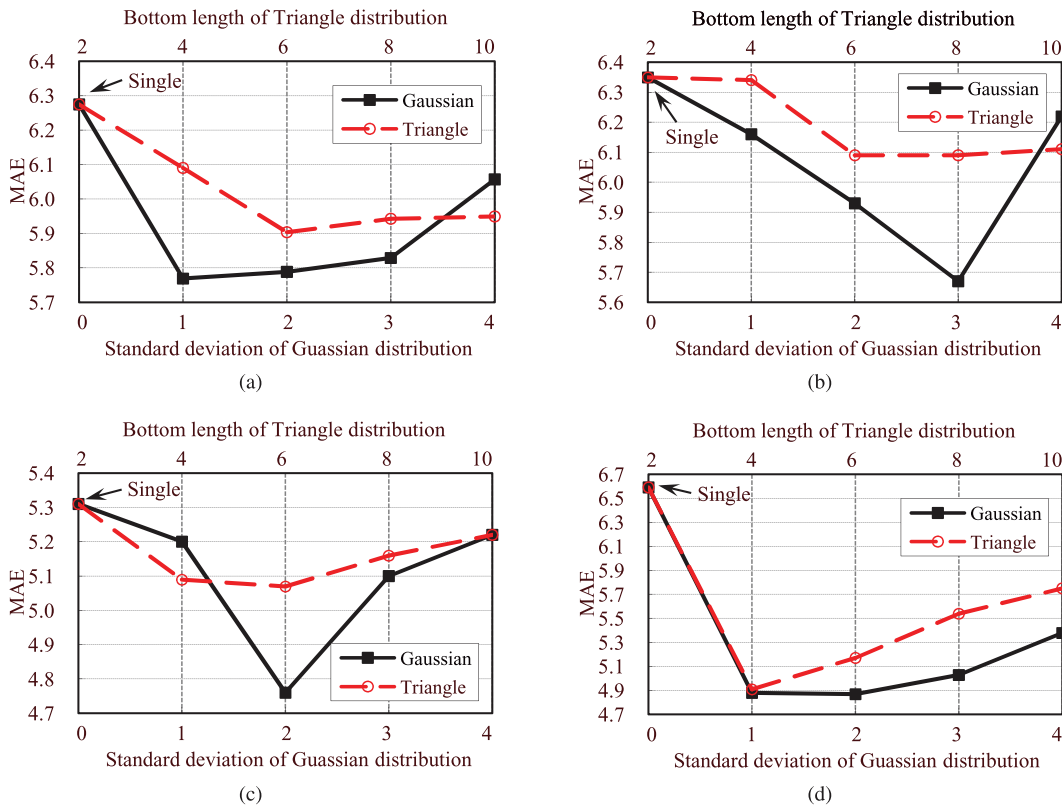 Bottom length of Triangle distribution
2 4 6 8 10
6.4
6.3
6.2
6.1
6.0
5.9
5.8
5.7
MAE
Single
Gaussian
Triangle
0 1 2 3 4
Standard deviation of Guassian distribution
(a)
Bottom length of Triangle distribution
2 4 6 8 10
6.4
6.3
6.2
6.1
6.0
5.9
5.8
5.7
5.6
MAE
Single
Gaussian
Triangle
0 1 2 3 4
Standard deviation of Guassian distribution
(b)
Bottom length of Triangle distribution
2 4 6 8 10
5.4
5.3
5.2
5.1
5.0
4.9
4.8
4.7
MAE
Single
Gaussian
Triangle
0 1 2 3 4
Standard deviation of Guassian distribution
(c)
Bottom length of Triangle distribution
2 4 6 8 10
6.7
6.5
6.3
6.1
5.9
5.7
5.5
5.3
5.1
4.9
4.7
MAE
Single
Gaussian
Triangle
0 1 2 3 4
Standard deviation of Guassian distribution
(d)